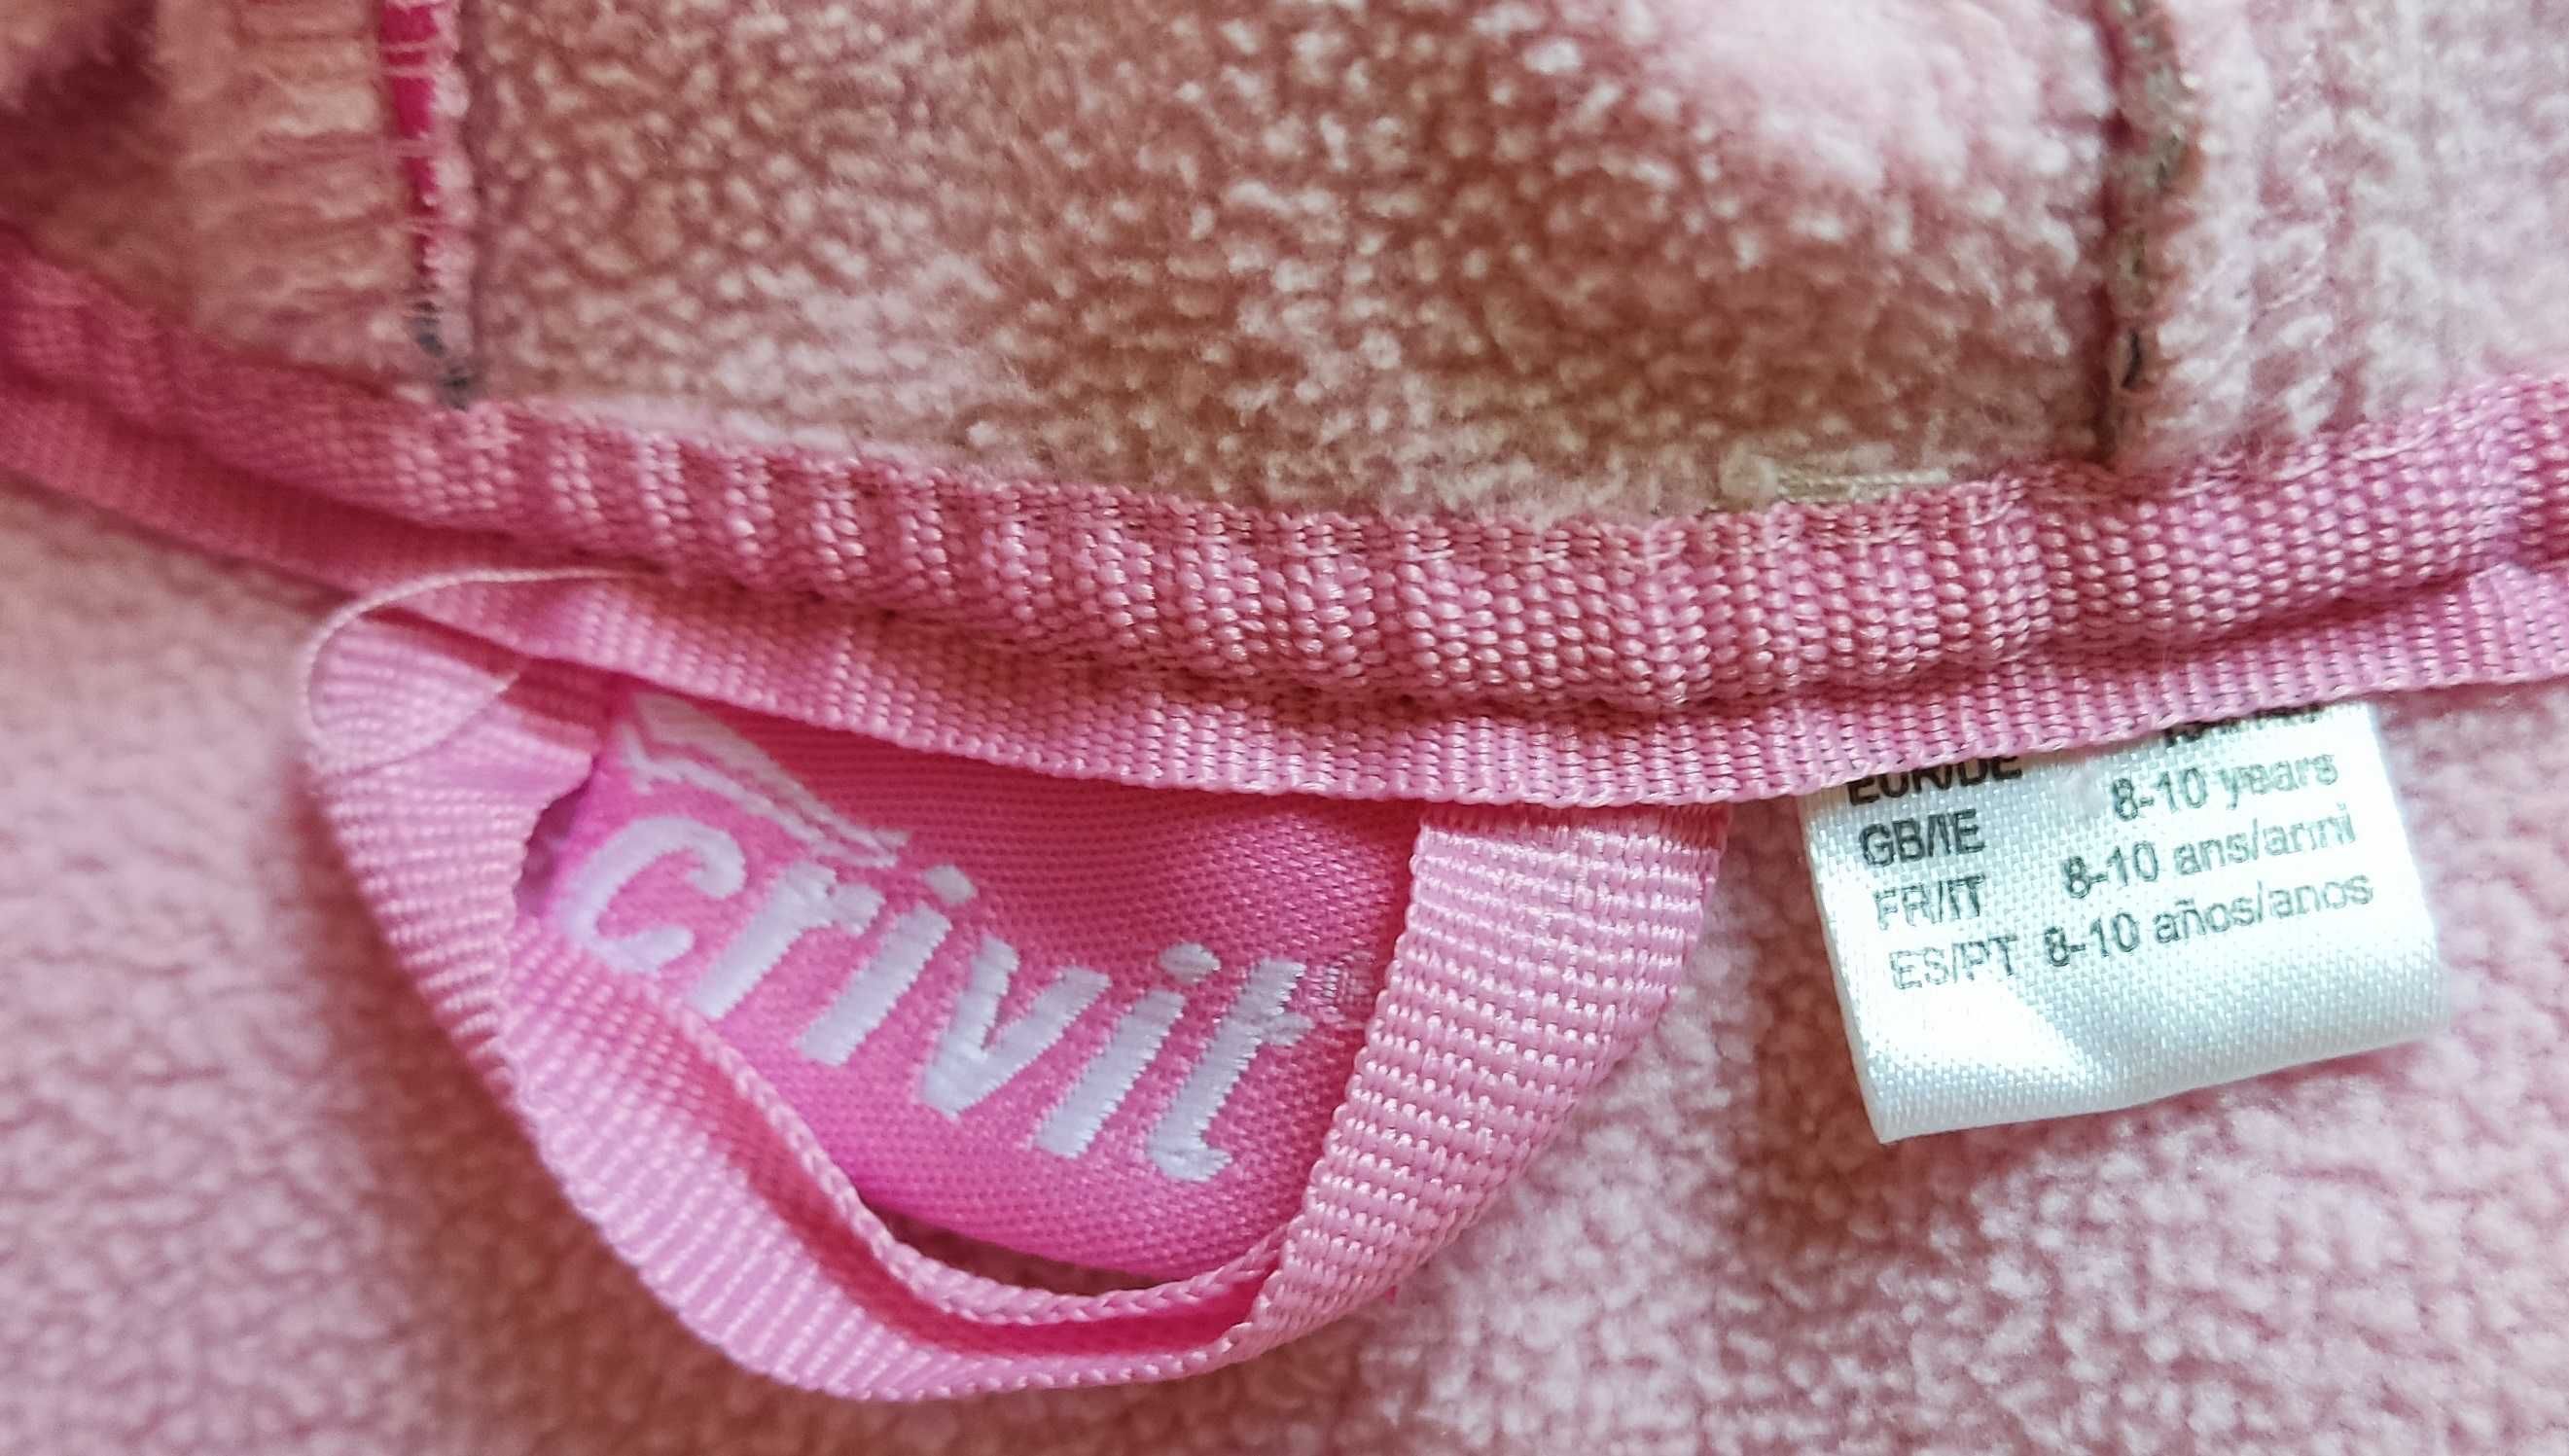 crivit
EUR/DE
GB/IE 8-10 years
FR/IT 8-10 ans/anni
ES/PT 8-10 años/anos